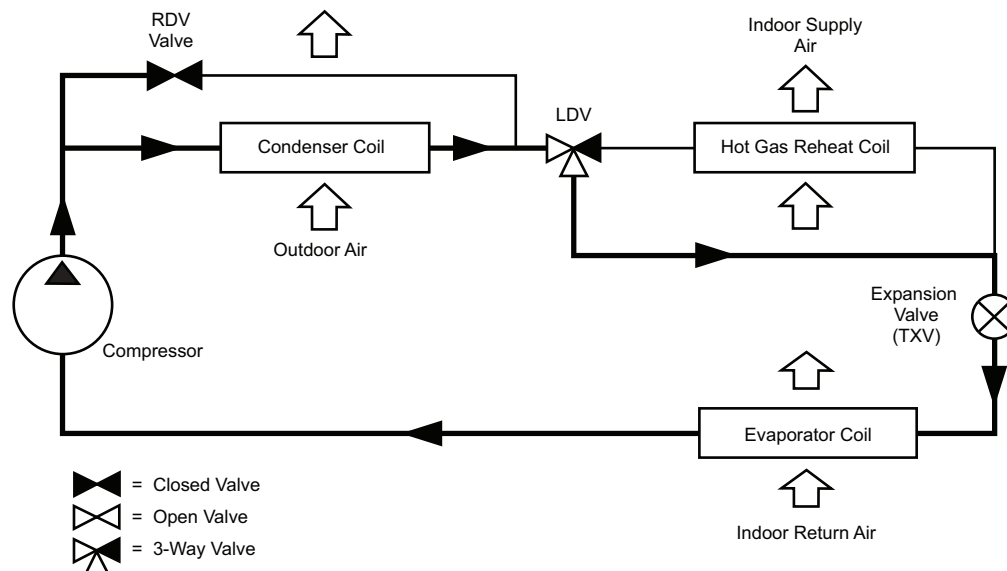 RDV
Valve
Indoor Supply
Air
LDV
Condenser Coil
Hot Gas Reheat Coil
Outdoor Air
Expansion
Valve
(TXV)
Compressor
Evaporator Coil
= Closed Valve
= Open Valve
Indoor Return Air
= 3-Way Valve